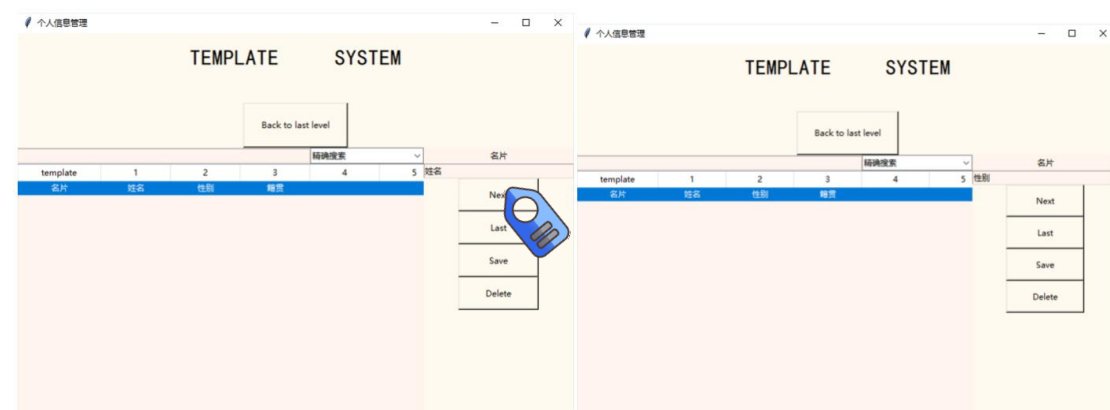 个人信息管理
TEMPLATE SYSTEM
Back to last level
精确搜索
名片
template 1 2 3 4 5
姓名
名片 姓名 性别 籍贯
Next
Last
Save
Delete
个人信息管理
TEMPLATE SYSTEM
Back to last level
精确搜索
名片
template 1 2 3 4 5
性别
名片 姓名 性别 籍贯
Next
Last
Save
Delete